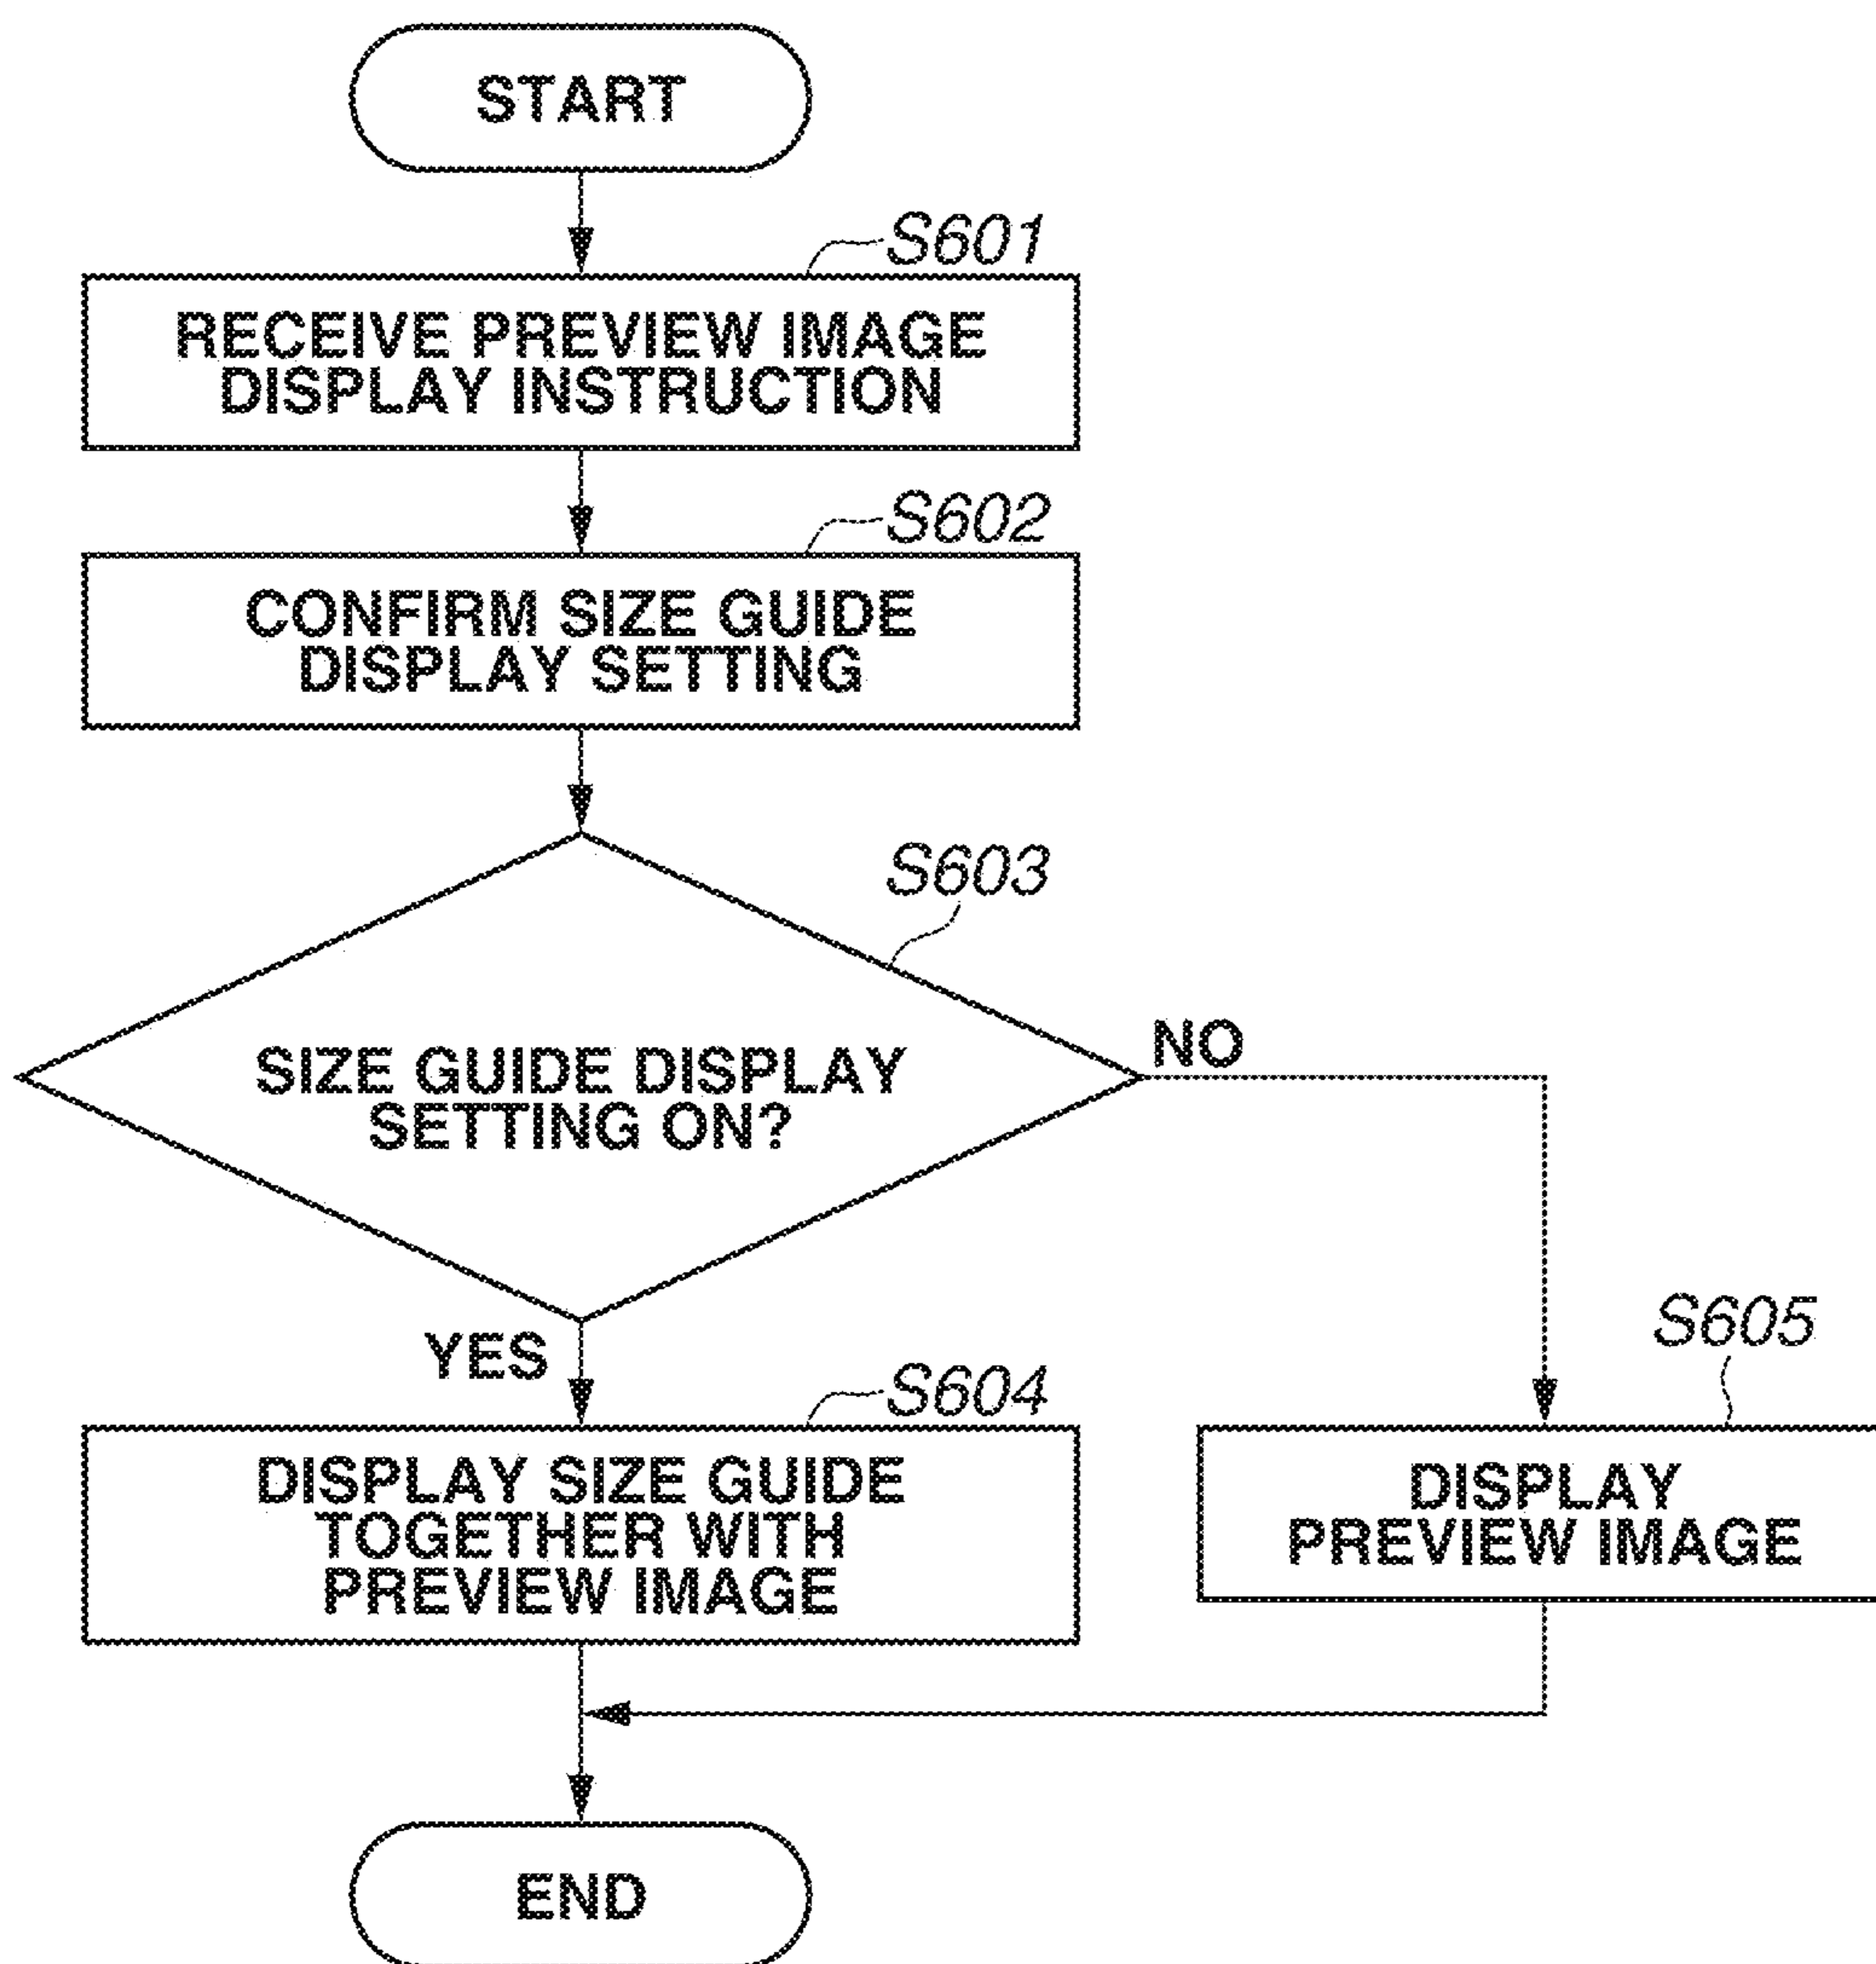 START
S601
RECEIVE PREVIEW IMAGE
DISPLAY INSTRUCTION
S602
CONFIRM SIZE GUIDE
DISPLAY SETTING
S603
SIZE GUIDE DISPLAY
SETTING ON?
NO
YES
S604
DISPLAY SIZE GUIDE
TOGETHER WITH
PREVIEW IMAGE
S605
DISPLAY
PREVIEW IMAGE
END